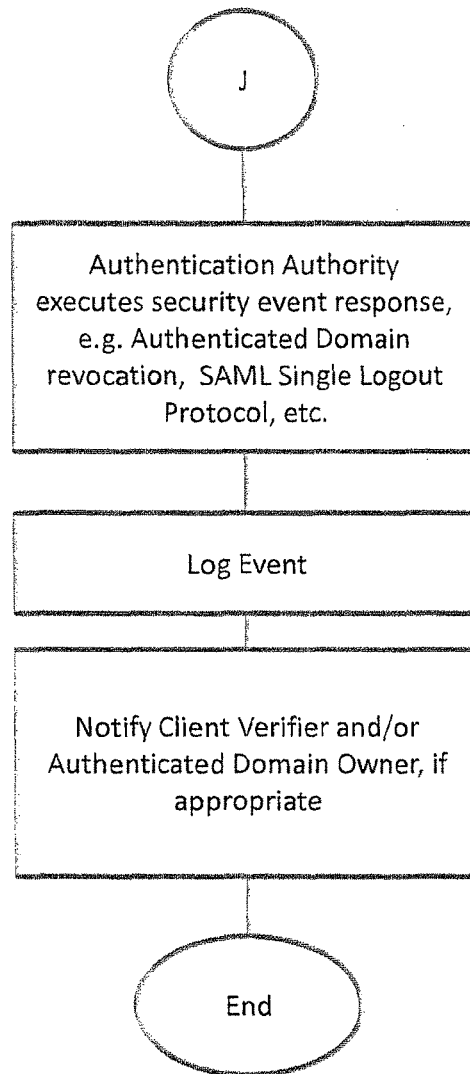 J
Authentication Authority
executes security event response,
e.g. Authenticated Domain
revocation, SAML Single Logout
Protocol, etc.
Log Event
Notify Client Verifier and/or
Authenticated Domain Owner, if
appropriate
End